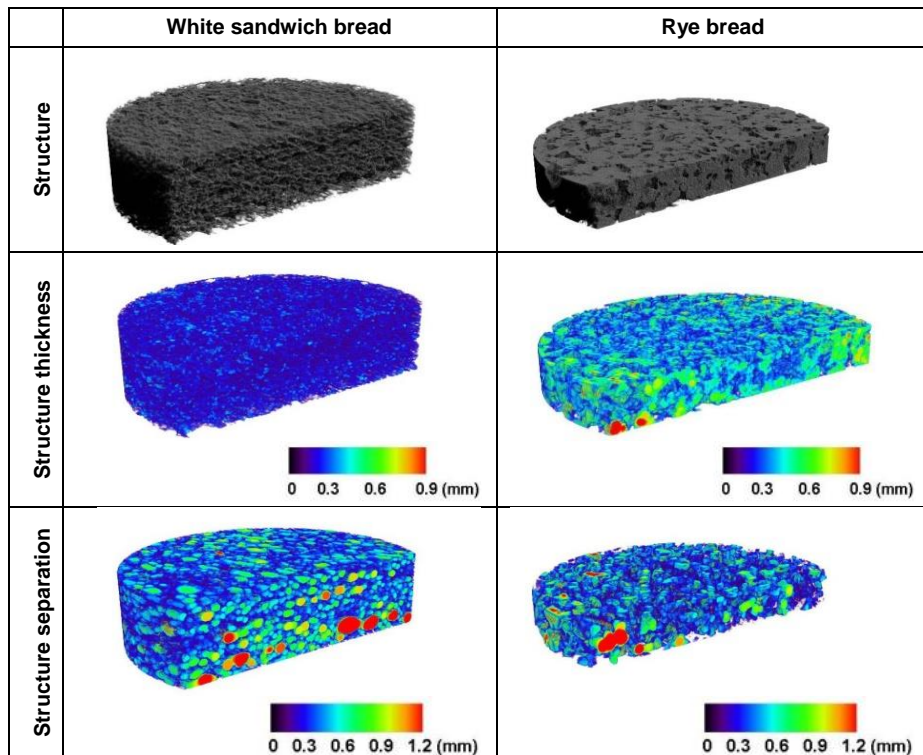 White sandwich bread
Rye bread
Structure
Structure thickness
0 0.3 0.6 0.9 (mm)
0 0.3 0.6 0.9 (mm)
Structure separation
0 0.3 0.6 0.9 1.2 (mm)
0 0.3 0.6 0.9 1.2 (mm)